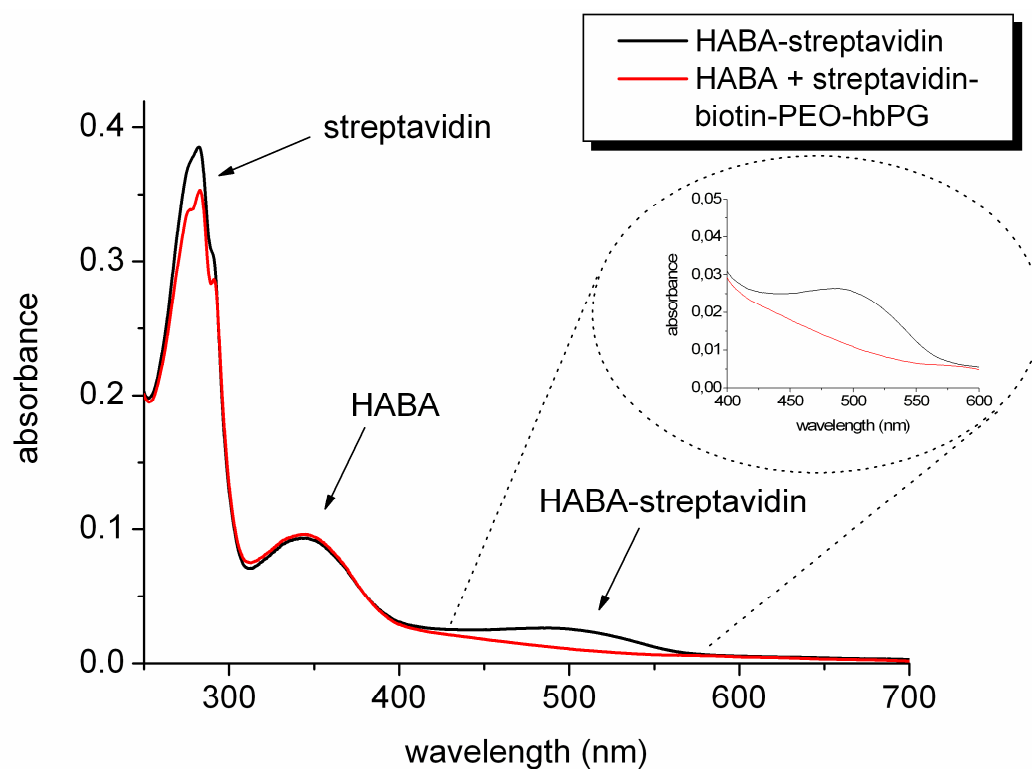 HABA-streptavidin
HABA + streptavidin-
biotin-PEO-hbPG
streptavidin
HABA
HABA-streptavidin
absorbance
0.4
0.3
0.2
0.1
0.0
300
400
500
600
700
wavelength (nm)
absorbance
0,05
0,04
0,03
0,02
0,01
0,00
400
450
500
550
600
wavelength (nm)